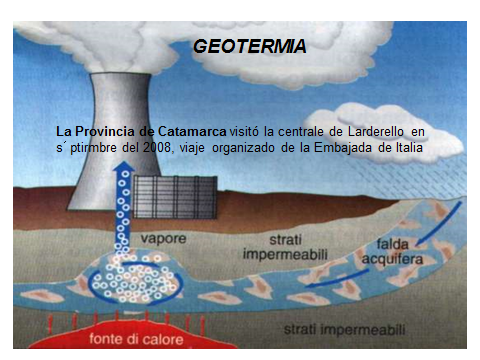 GEOTERMIA
La Provincia de Catamarca visitó la centrale de Larderello en
s´ptirmbre del 2008, viaje organizado de la Embajada de Italia
vapore
strati
impermeabili
falda
acquifera
fonte di calore
strati impermeabili